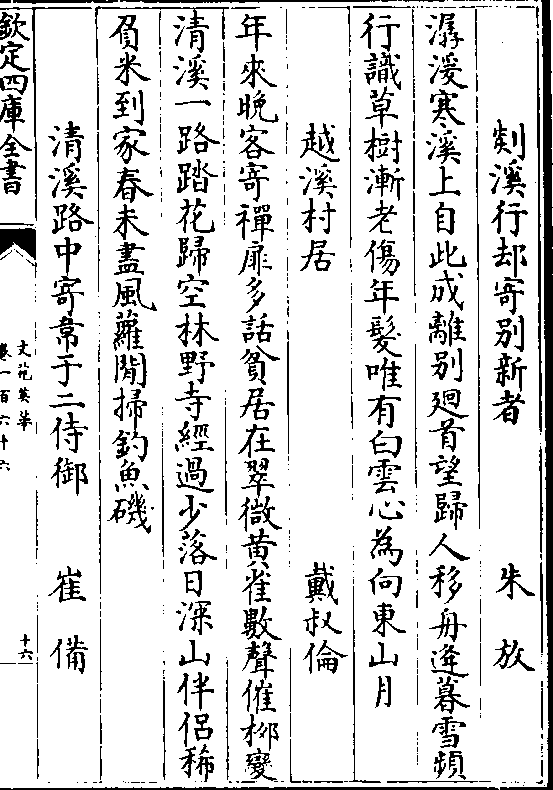 剡溪行却寄别新者　朱放
潺湲寒溪上自此成離别廻首望歸人移舟逢暮雪頻
行識草樹漸老傷年髮唯有白雲心為向東山月
越溪村居　戴叔倫
年來晩客寄禪扉多話貧居在翠微黄雀數聲催栁變
清溪一路踏花歸空林野寺經過少落日深山伴侣稀
負米到家春未盡風蘿閒掃釣魚磯
清溪路中寄韋于二侍御　崔備
欽定四庫全書
文苑英華
卷一百六十六
十六